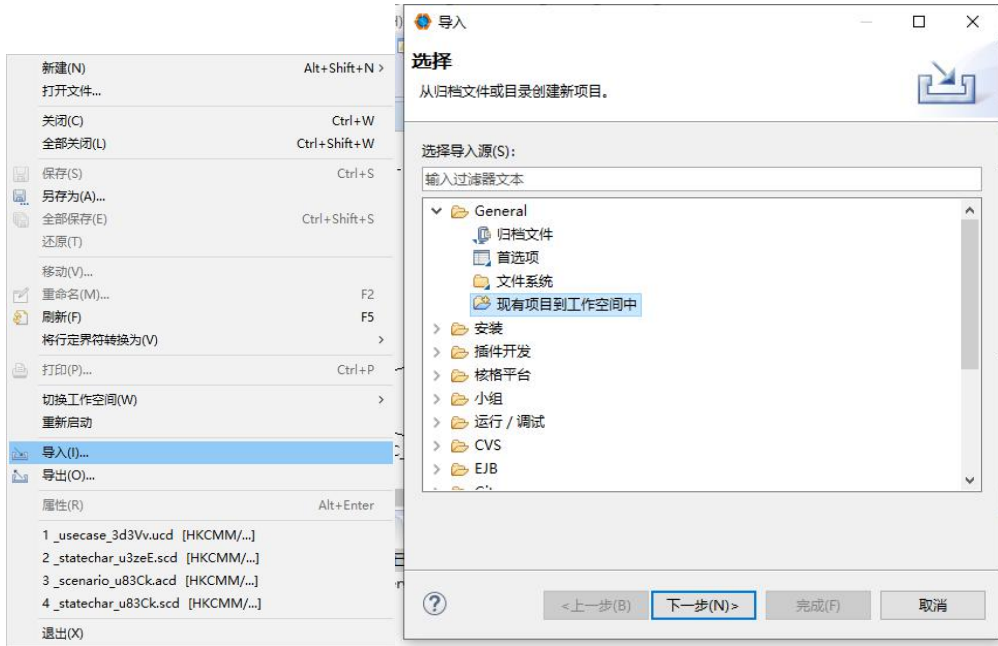 新建(N) Alt+Shift+N >
打开文件...
关闭(C) Ctrl+W
全部关闭(L) Ctrl+Shift+W
保存(S) Ctrl+S
另存为(A)...
全部保存(E) Ctrl+Shift+S
还原(T)
移动(V)...
重命名(M)... F2
刷新(F) F5
将行定界符转换为(V) >
打印(P)... Ctrl+P
切换工作空间(W) >
重新启动
导入(I)...
导出(O)...
属性(R) Alt+Enter
1 _usecase_3d3Vv.ucd [HKCMM/...]
2 _statechar_u3zeE.scd [HKCMM/...]
3 _scenario_u83Ck.acd [HKCMM/...]
4 _statechar_u83Ck.scd [HKCMM/...]
退出(X)
导入
选择
从归档文件或目录创建新项目。
选择导入源(S):
输入过滤器文本
General
归档文件
首选项
文件系统
现有项目到工作空间中
安装
插件开发
核格平台
小组
运行 / 调试
CVS
EJB
<上一步(B) 下一步(N)> 完成(F) 取消